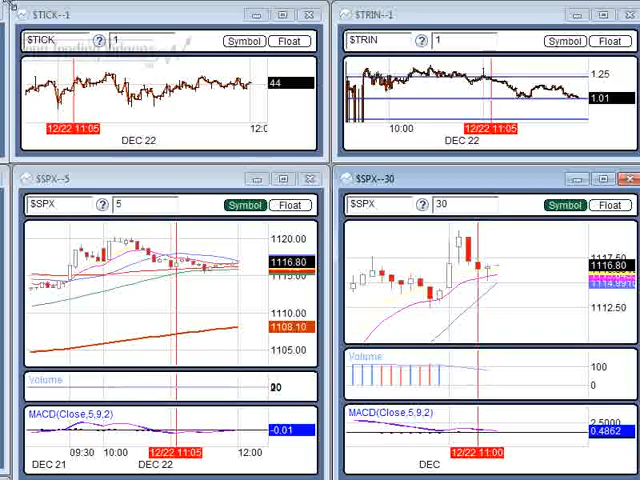 $TICK--1
$TICK ? 1 Symbol Float
44
12/22 11:05
12:0
DEC 22
$TRIN--1
$TRIN ? 1 Symbol Float
1.25
1.01
10:00 12/22 11:05
DEC 22
$SPX--5
$SPX ? 5 Symbol Float
1120.00
1116.80
1115.00
1110.00
1108.10
1105.00
Volume
MACD(Close,5,9,2)
-0.01
09:30 10:00 12/22 11:05 12:00
DEC 21 DEC 22
$SPX--30
$SPX ? 30 Symbol Float
1117.50
1116.80
1114.9910
1112.50
Volume
100
0
MACD(Close,5,9,2)
2.5000
0.4862
12/22 11:00
DEC